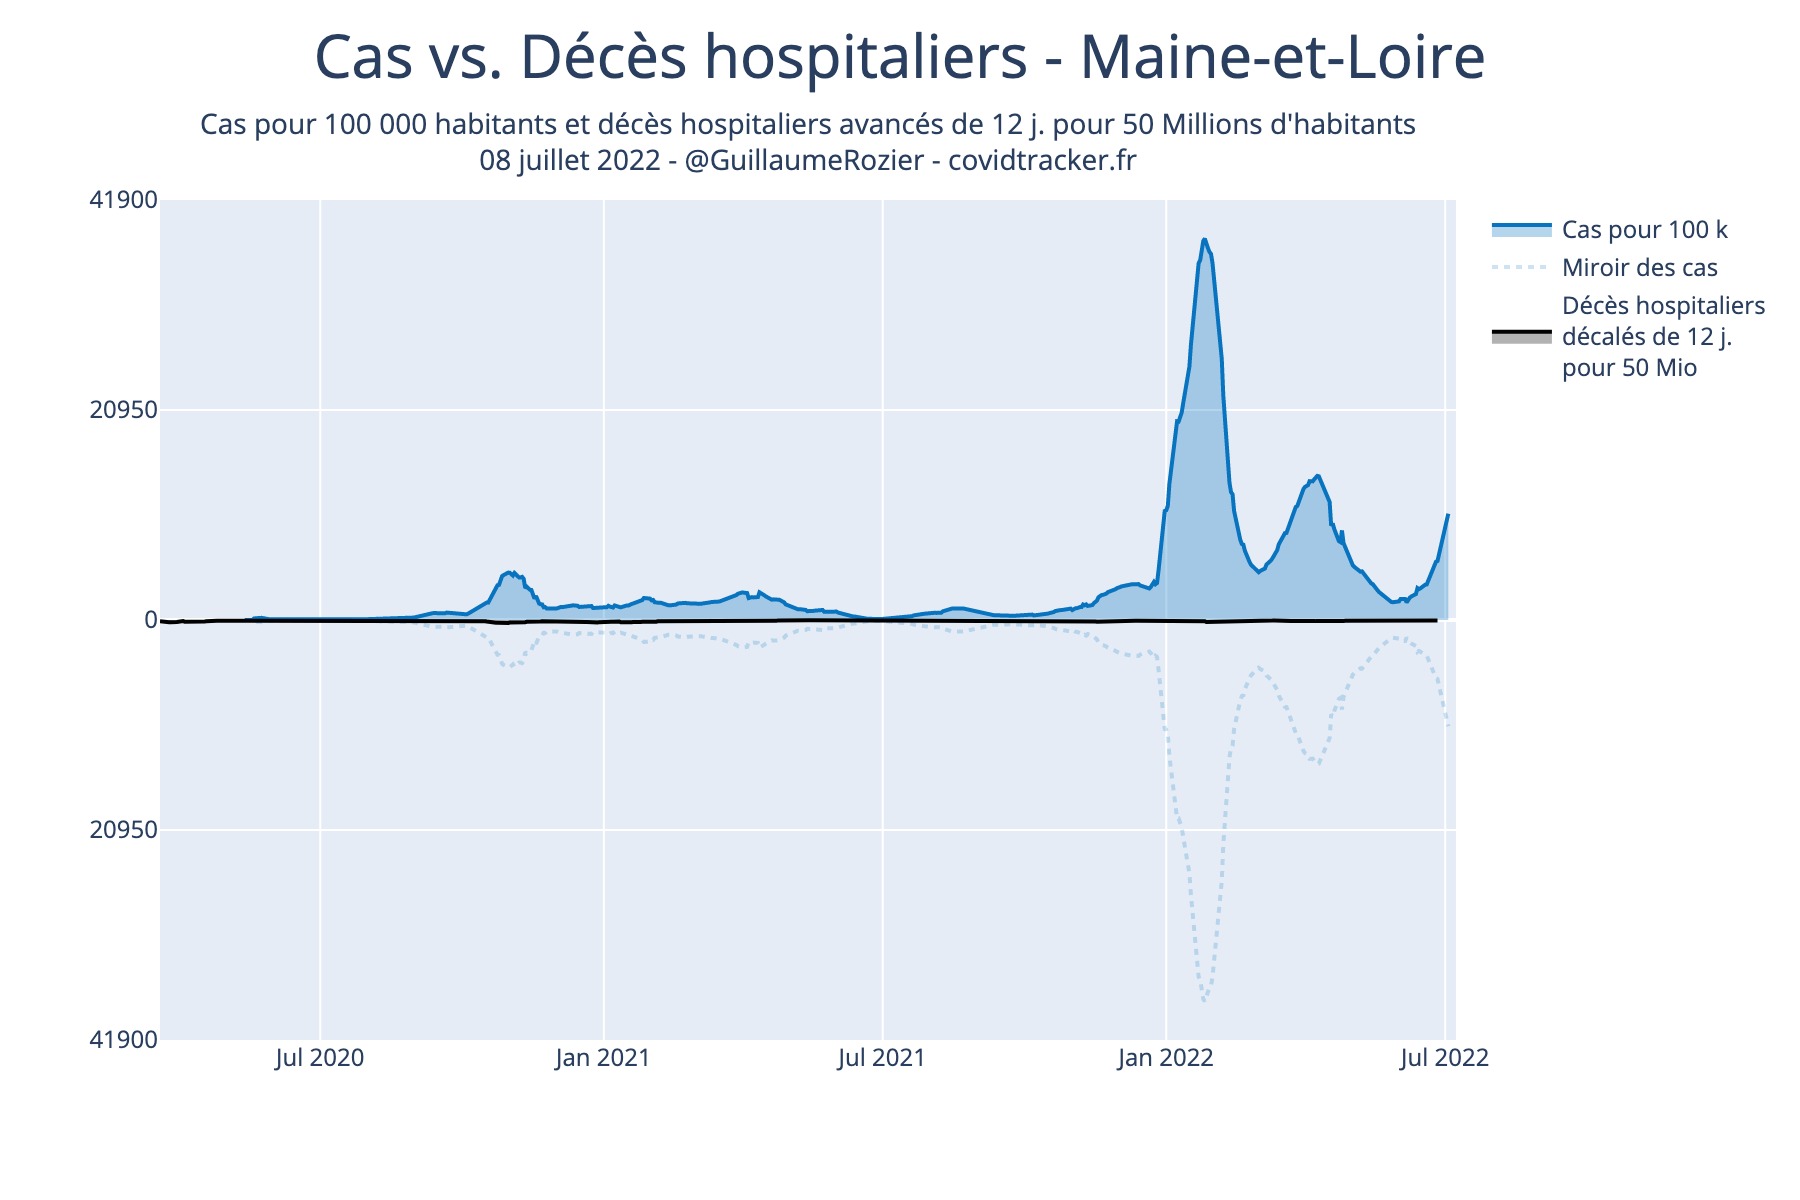 Cas vs. Décès hospitaliers - Maine-et-Loire
Cas pour 100 000 habitants et décès hospitaliers avancés de 12 j. pour 50 Millions d'habitants
08 juillet 2022 - @GuillaumeRozier - covidtracker.fr
41900
20950
0
20950
41900
Jul 2020
Jan 2021
Jul 2021
Jan 2022
Jul 2022
Cas pour 100 k
Miroir des cas
Décès hospitaliers
décalés de 12 j.
pour 50 Mio